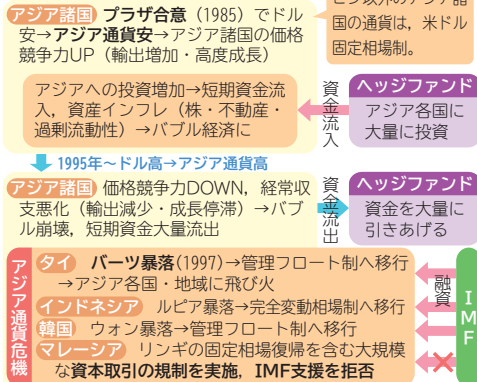 アジア諸国 プラザ合意（1985）でドル
安→アジア通貨安→アジア諸国の価格
競争力UP（輸出増加・高度成長）
国の通貨は，米ドル
固定相場制。
アジアへの投資増加→短期資金流
入，資産インフレ（株・不動産・
過剰流動性）→バブル経済に
資金流入
ヘッジファンド
アジア各国に
大量に投資
1995年～ドル高→アジア通貨高
アジア諸国 価格競争力DOWN，経常収
支悪化（輸出減少・成長停滞）→バブ
ル崩壊，短期資金大量流出
資金流出
ヘッジファンド
資金を大量に
引きあげる
アジア通貨危機
タイ バーツ暴落(1997)→管理フロート制へ移行
→アジア各国・地域に飛び火
インドネシア ルピア暴落→完全変動相場制へ移行
韓国 ウォン暴落→管理フロート制へ移行
マレーシア リンギの固定相場復帰を含む大規模
な資本取引の規制を実施，IMF支援を拒否
融資
IMF